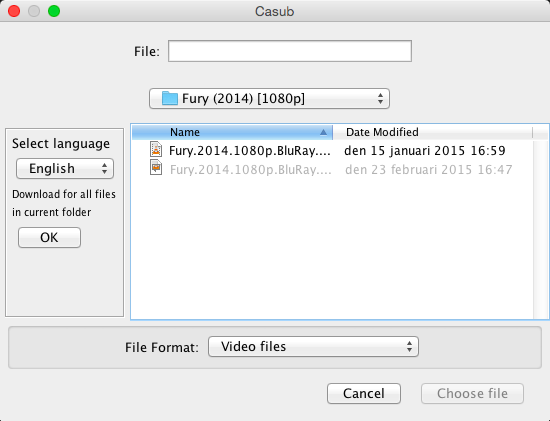 Casub
File:
Fury (2014) [1080p]
Name Date Modified
Fury.2014.1080p.BluRay.... den 15 januari 2015 16:59
Fury.2014.1080p.BluRay.... den 23 februari 2015 16:47
Select language
English
Download for all files
in current folder
OK
File Format: Video files
Cancel Choose file